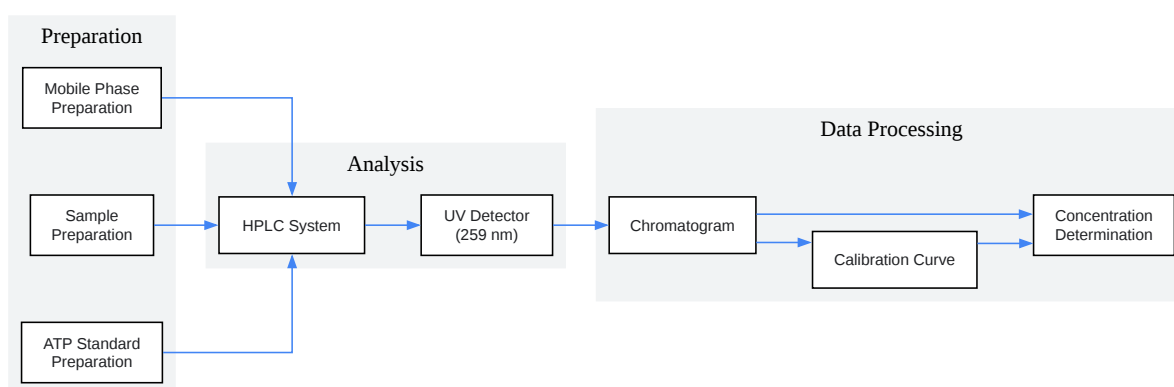 Preparation
Mobile Phase
Preparation
Sample
Preparation
ATP Standard
Preparation
Analysis
HPLC System
UV Detector
(259 nm)
Data Processing
Chromatogram
Calibration Curve
Concentration
Determination